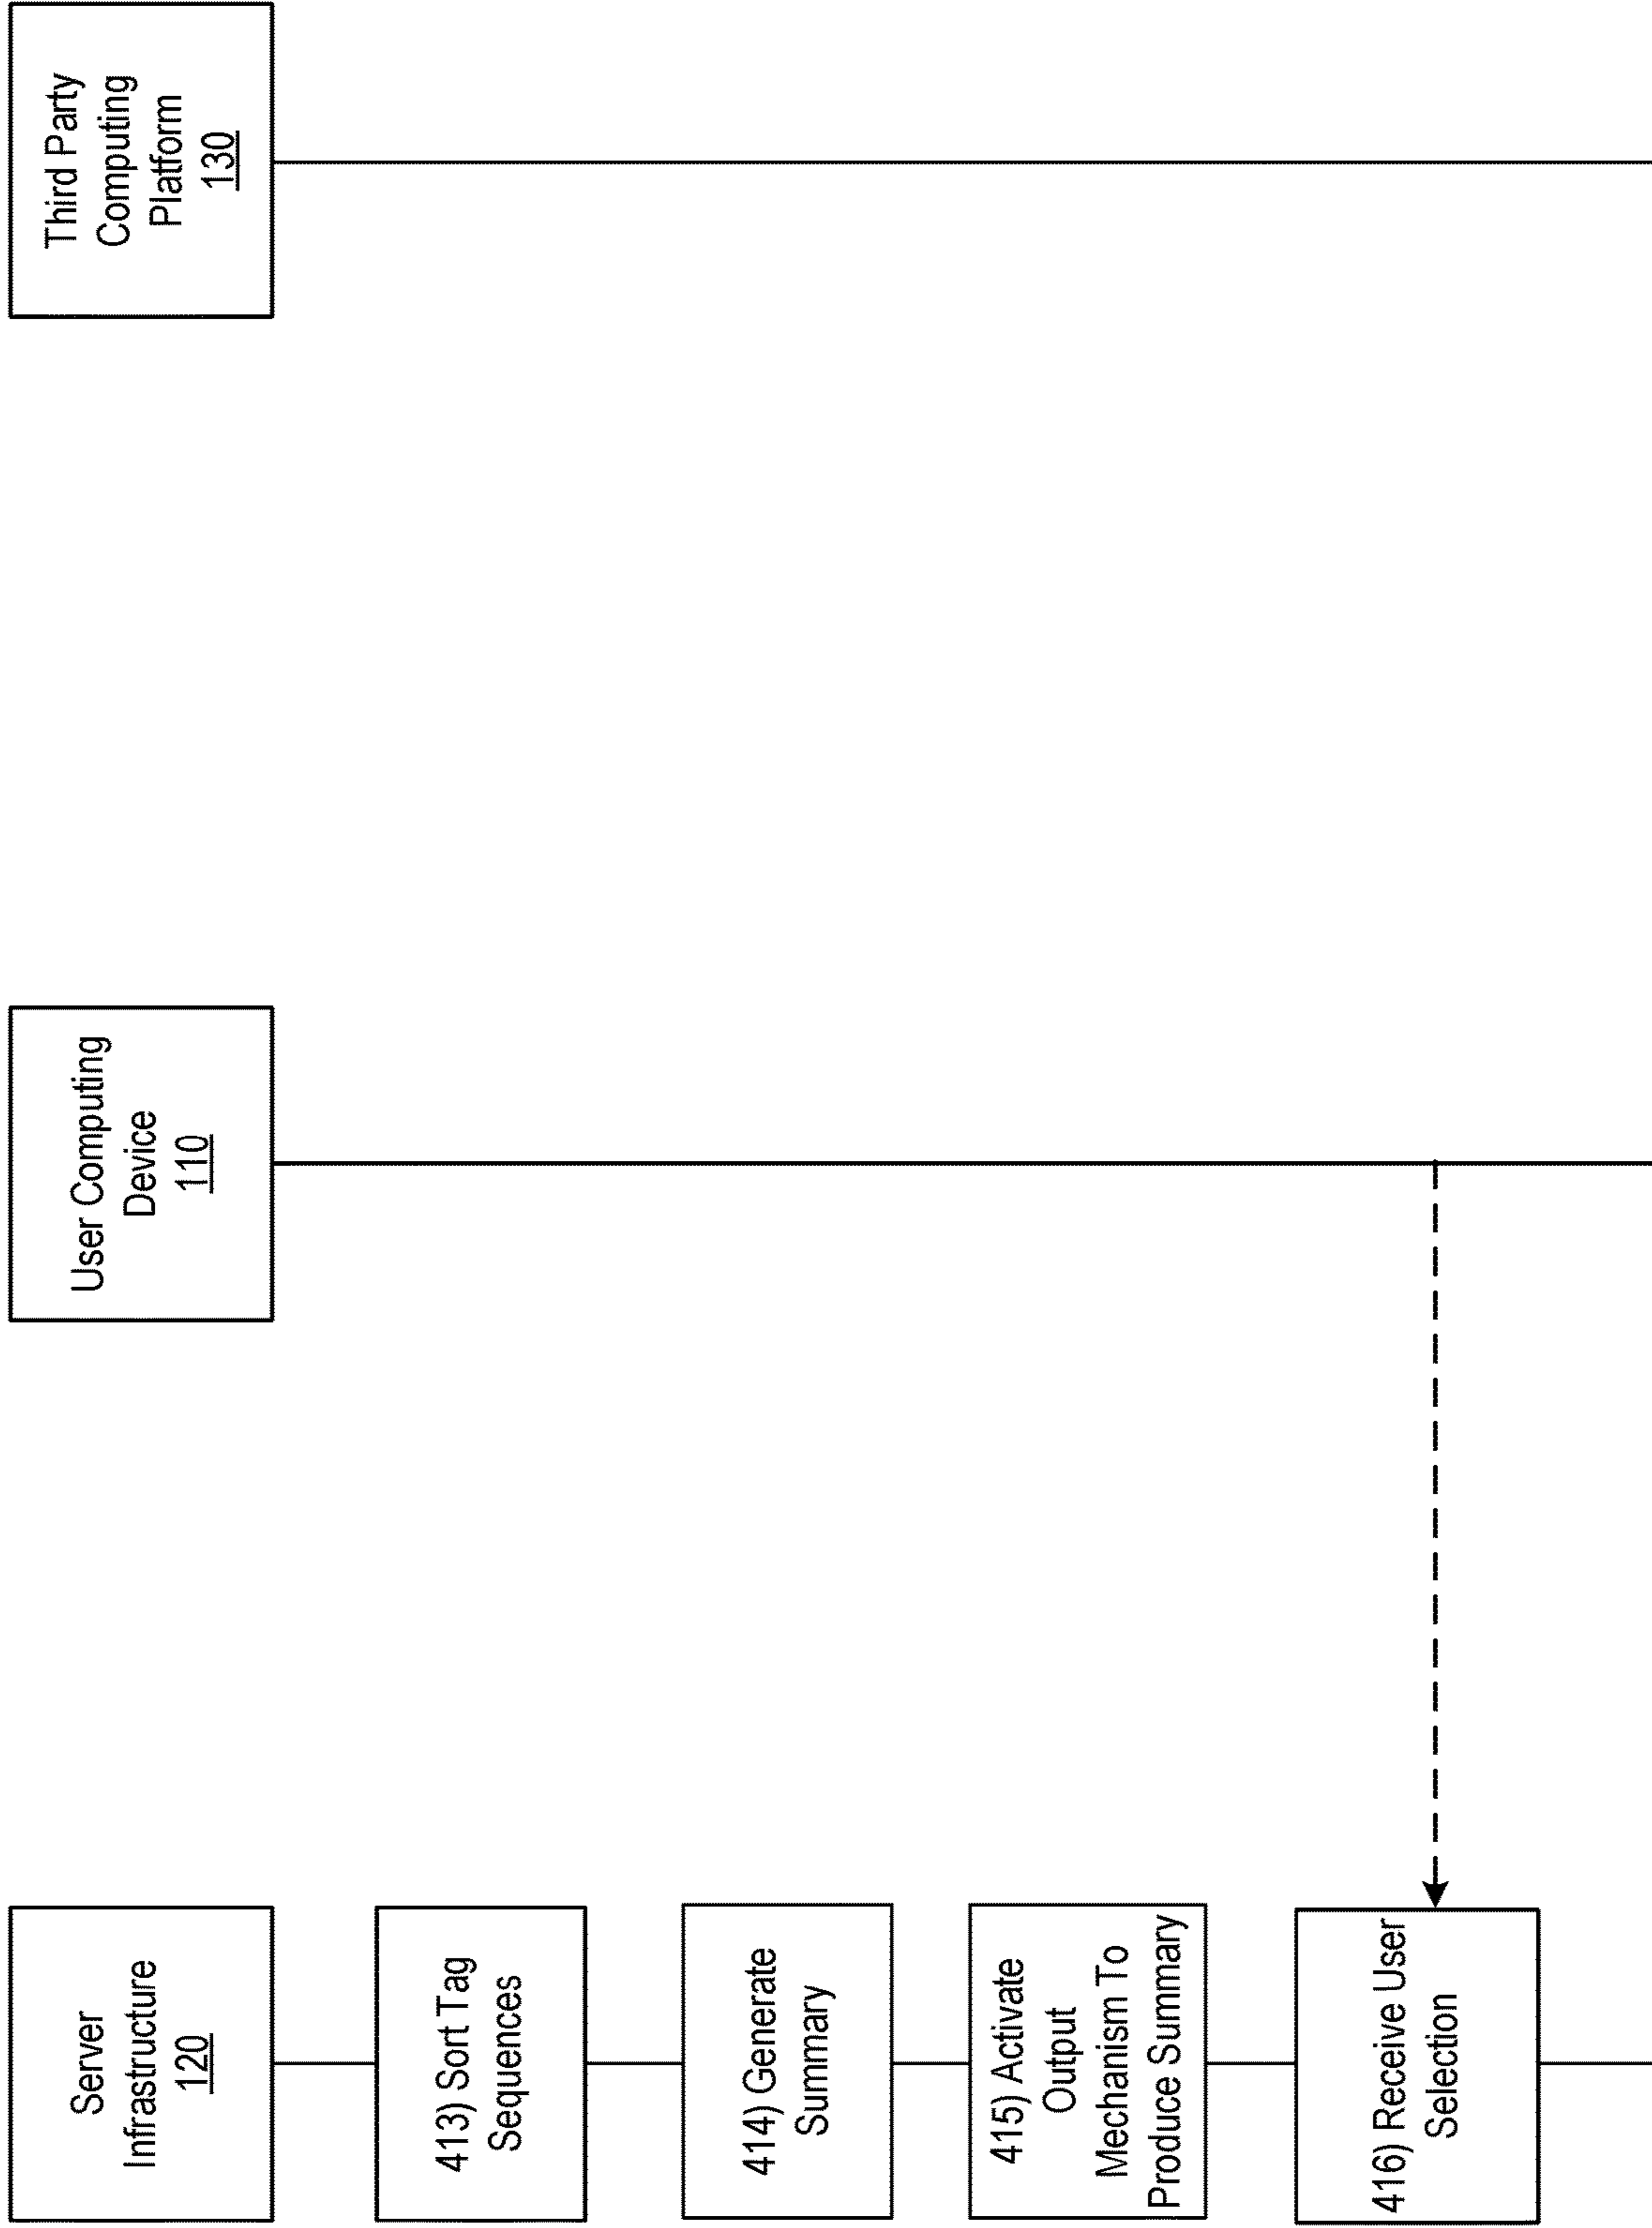 Server
Infrastructure
120
User Computing
Device
110
Third Party
Computing
Platform
130
413) Sort Tag
Sequences
414) Generate
Summary
415) Activate
Output
Mechanism To
Produce Summary
416) Receive User
Selection